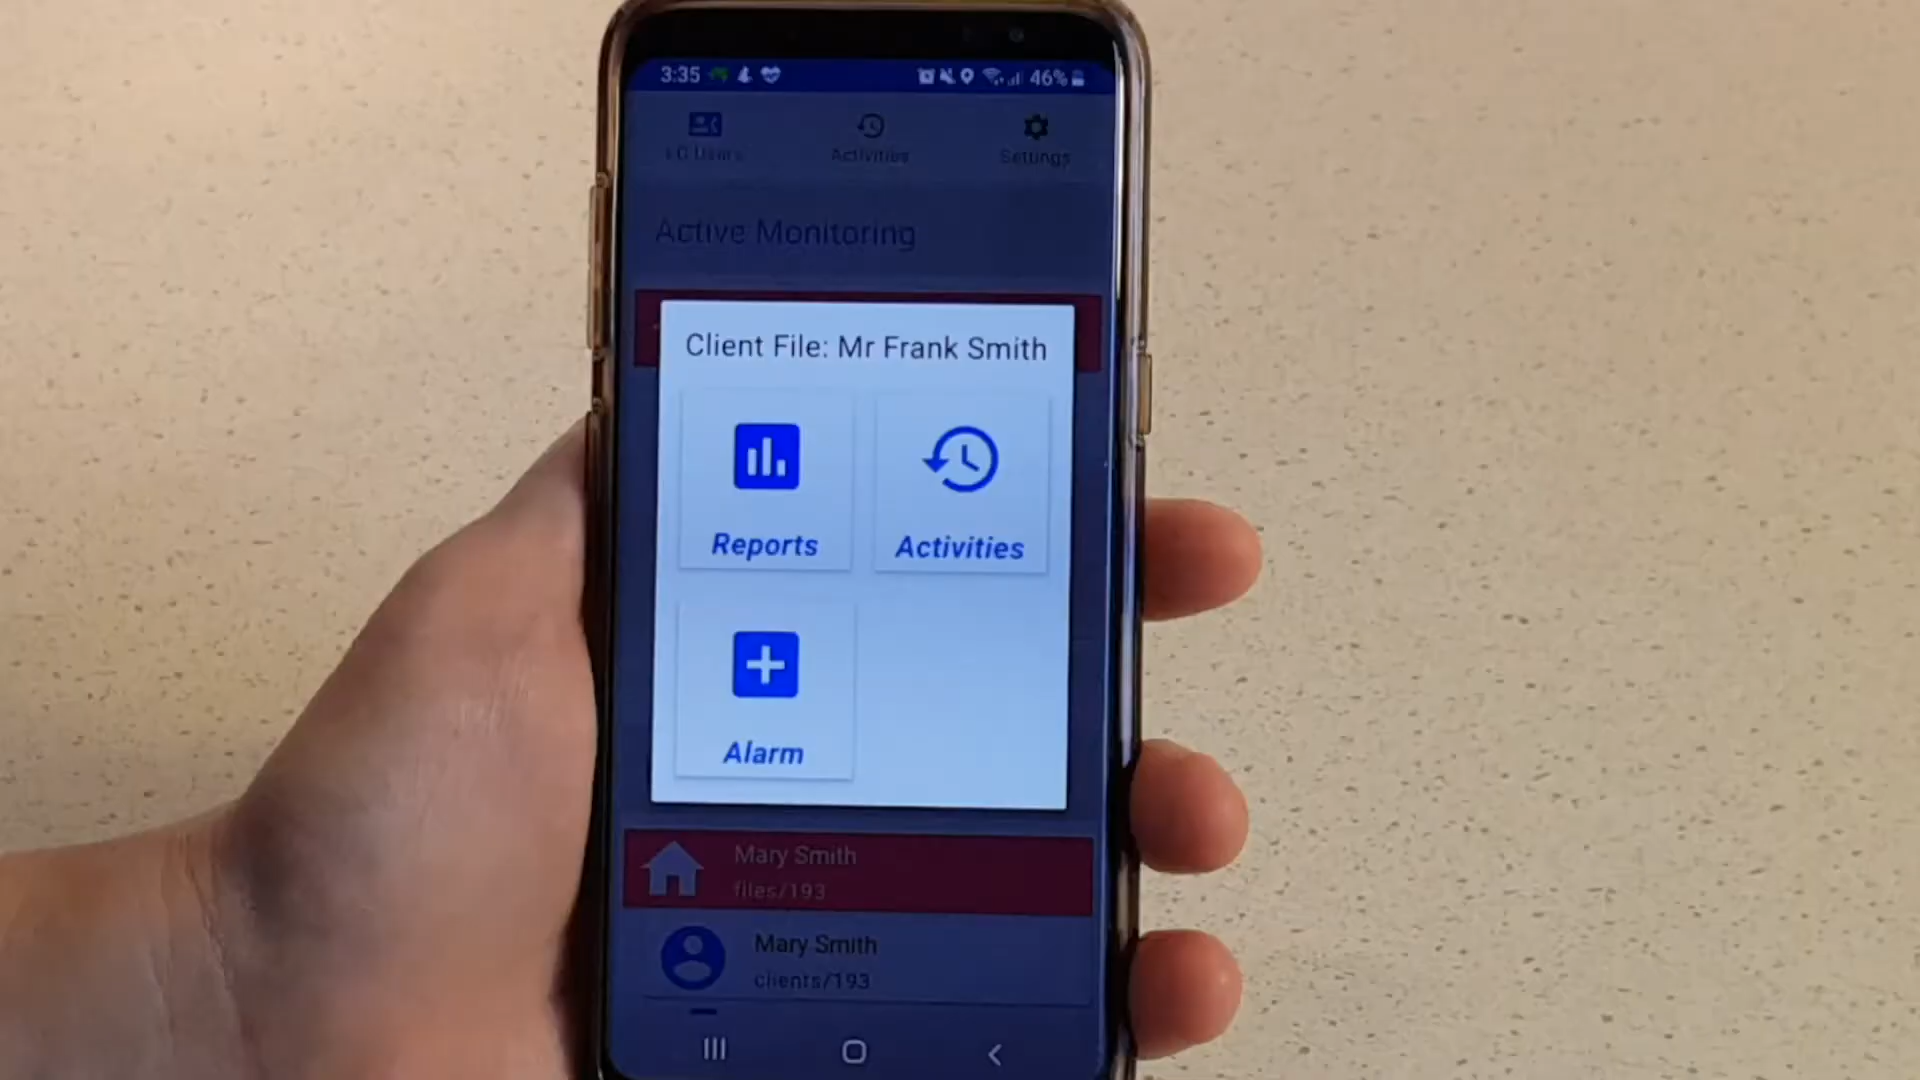 3:35 46%
LC Users Activities Settings
Active Monitoring
Client File: Mr Frank Smith
Reports Activities
Alarm
Mary Smith
files/193
Mary Smith
clients/193